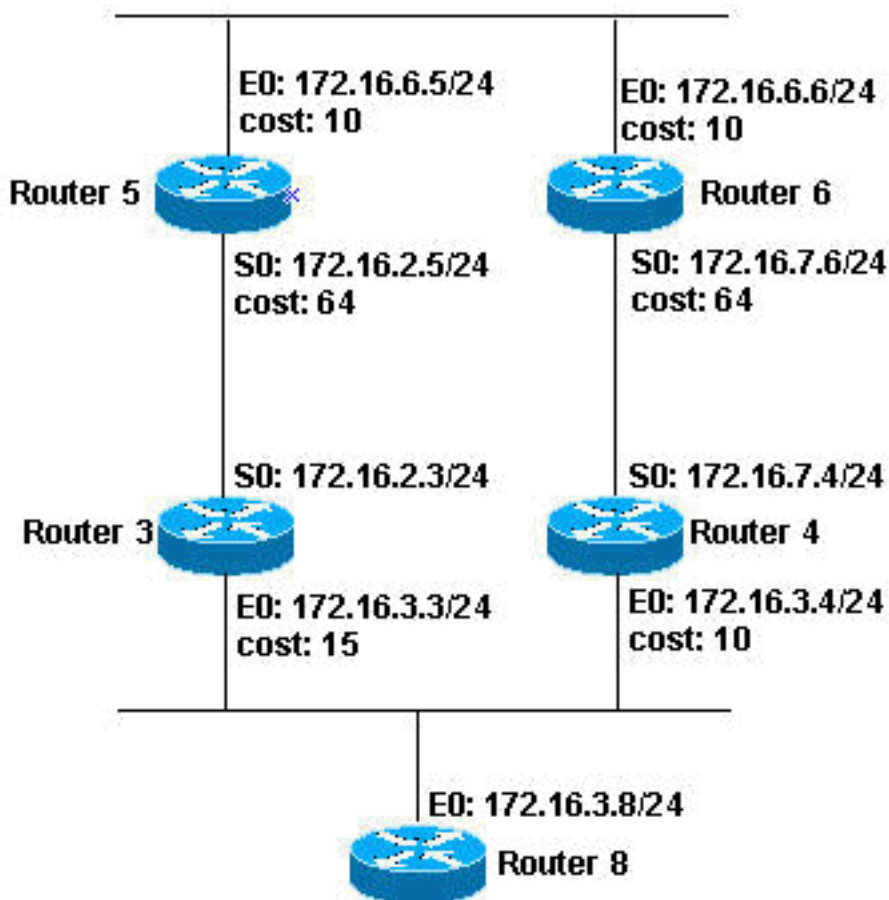 E0: 172.16.6.5/24
cost: 10
E0: 172.16.6.6/24
cost: 10
Router 5
Router 6
S0: 172.16.2.5/24
cost: 64
S0: 172.16.7.6/24
cost: 64
S0: 172.16.2.3/24
S0: 172.16.7.4/24
Router 3
Router 4
E0: 172.16.3.3/24
cost: 15
E0: 172.16.3.4/24
cost: 10
E0: 172.16.3.8/24
Router 8